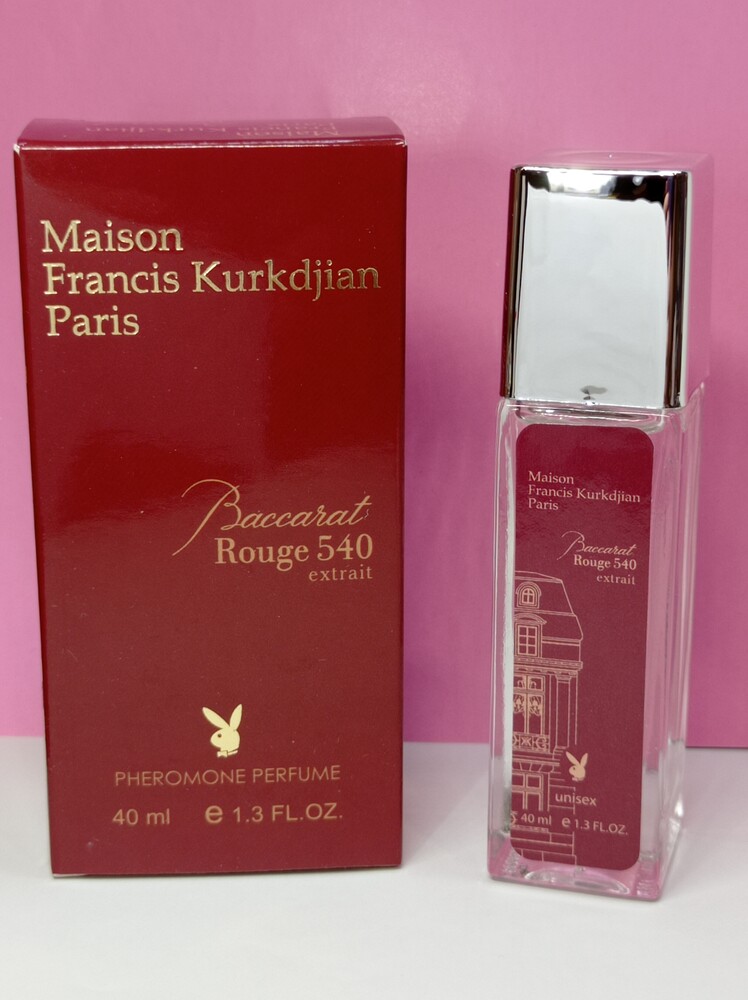 Maison
Francis Kurkdjian
Paris
Baccarat
Rouge 540
extrait
PHEROMONE PERFUME
40 ml e 1.3 FL.OZ.
Maison
Francis Kurkdjian
Paris
Baccarat
Rouge 540
extrait
unisex
40 ml e 1.3 FL.OZ.